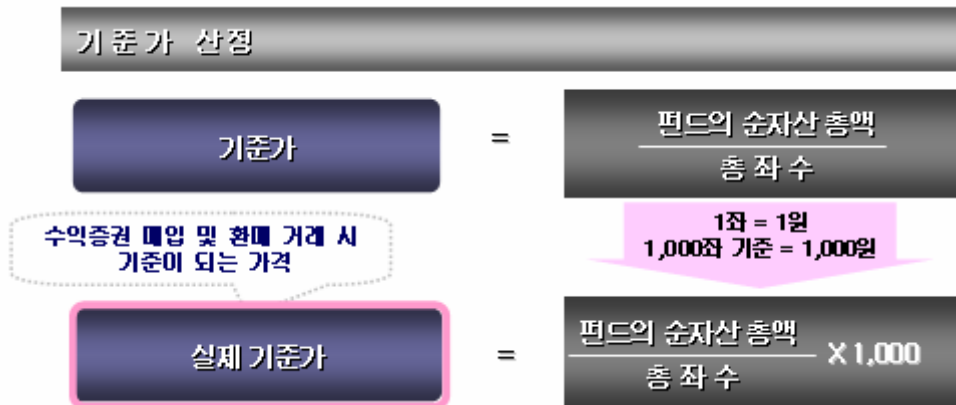 기준가 산정
기준가
=
펀드의 순자산 총액
총 좌 수
수익증권 매입 및 환매 거래 시
기준이 되는 가격
1좌 = 1원
1,000좌 기준 = 1,000원
실제 기준가
=
펀드의 순자산 총액
총 좌 수
X 1,000